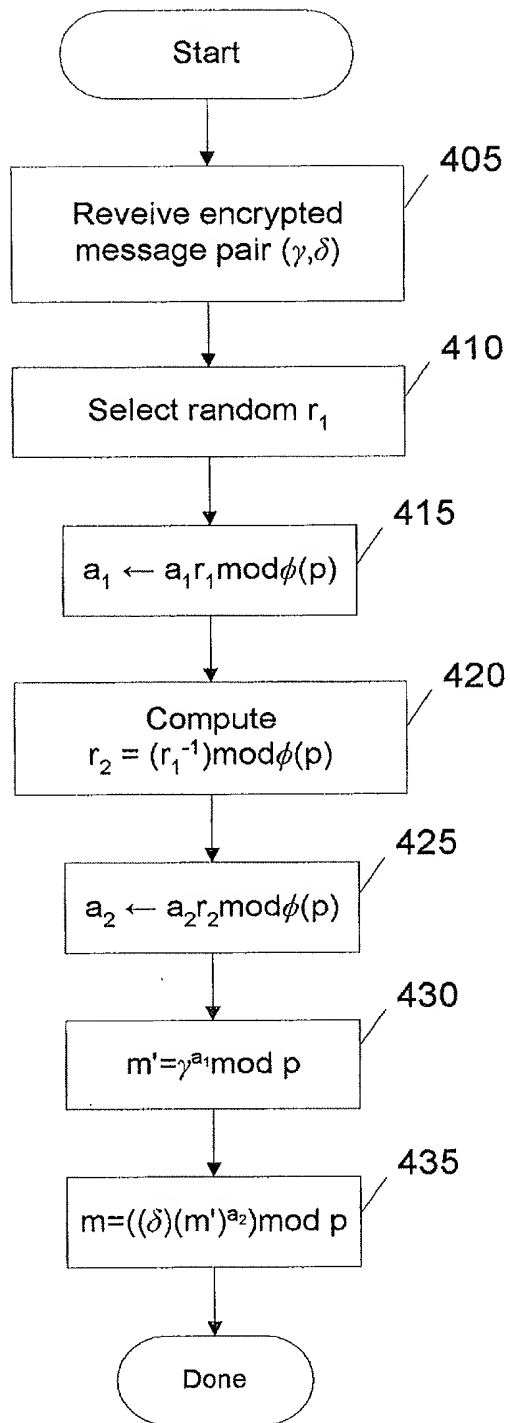 Start
405
Reveive encrypted
message pair (γ,δ)
410
Select random r₁
415
a₁ ← a₁r₁modϕ(p)
420
Compute
r₂ = (r₁⁻¹)modϕ(p)
425
a₂ ← a₂r₂modϕ(p)
430
m'=γ^a₁mod p
435
m=((δ)(m')^a₂)mod p
Done